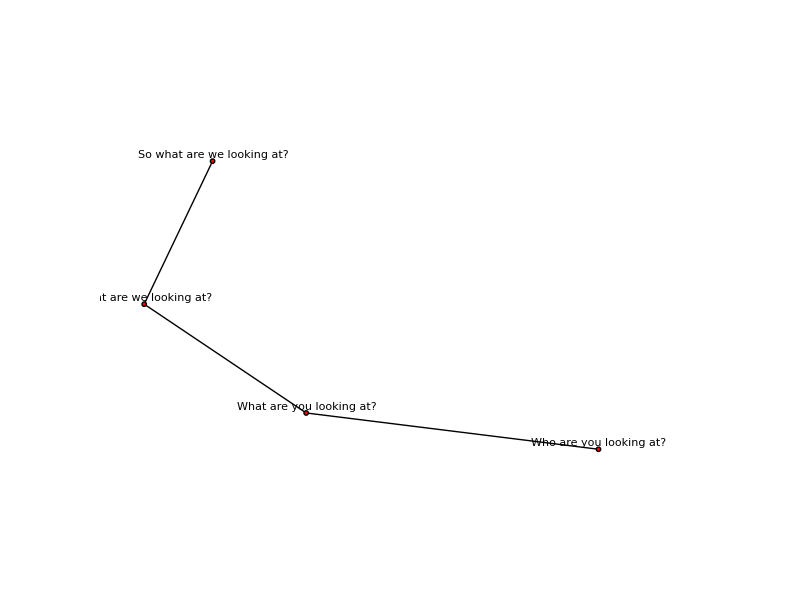 So what are we looking at?
are we looking at?
What are you looking at?
Who are you looking at?